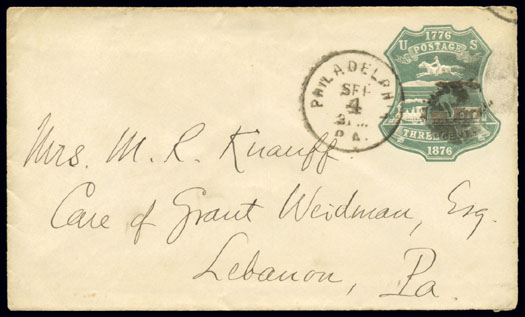 1776
U S
POSTAGE
PHILADELPHIA
SEP
4
PA.
THREE CENTS
1876
Mrs. M. R. Knauff
Care of Grant Weidman, Esq.
Lebanon, Pa.